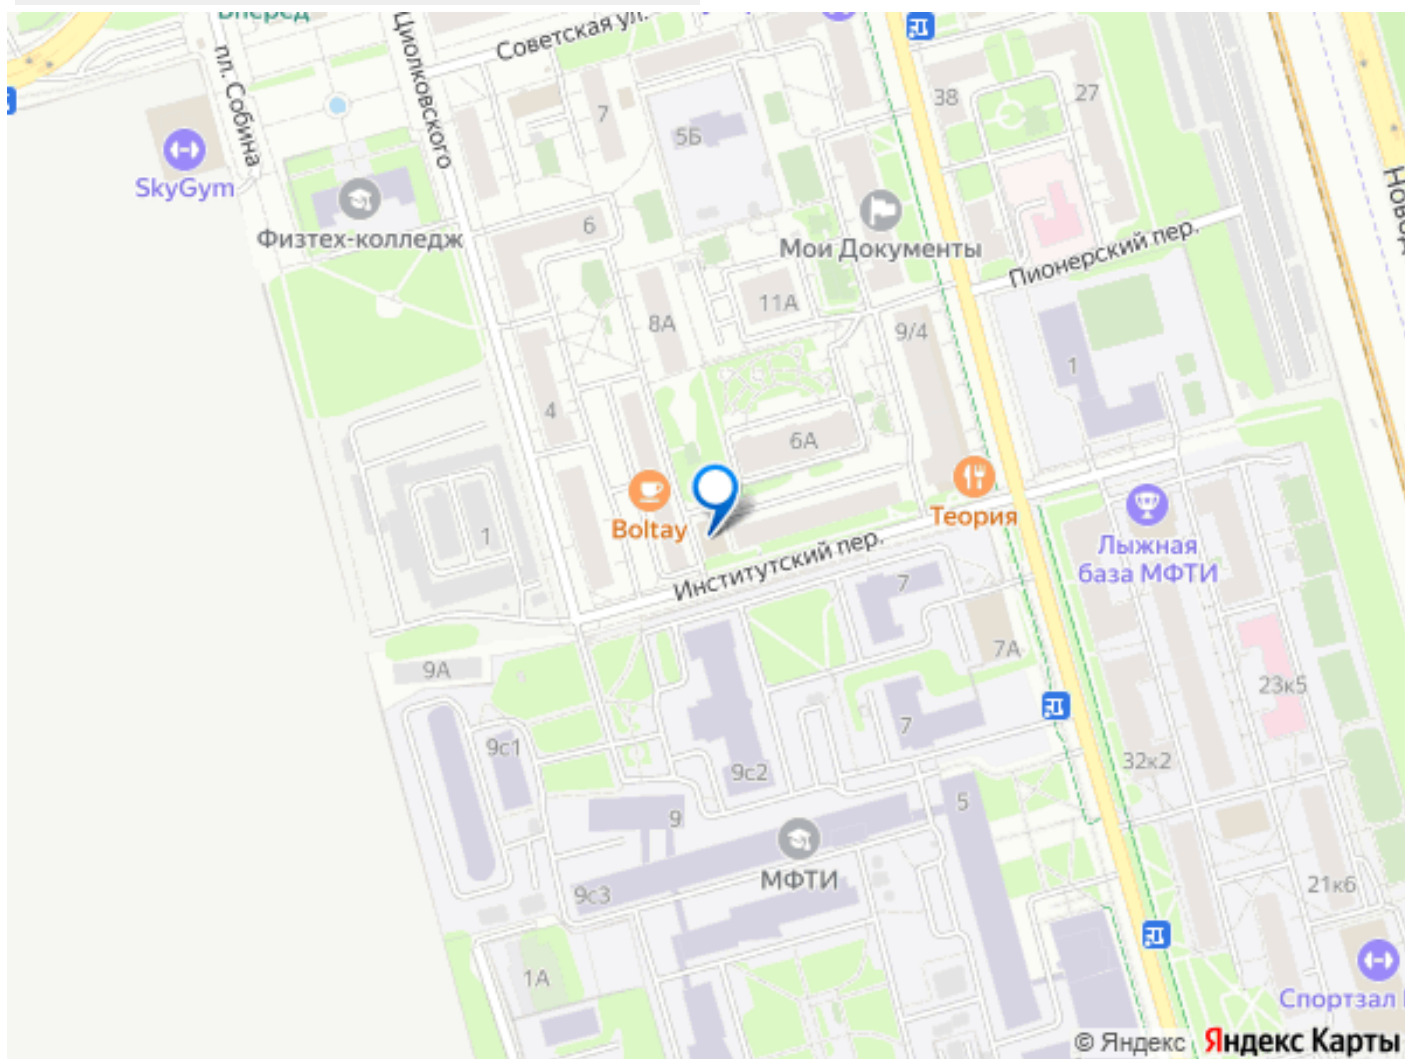 Вперед
Советская ул.
Циолковского
пл. Собина
7
5Б
38
27
SkyGym
Физтех-колледж
6
Мои Документы
Пионерский пер.
11А
8А
9/4
1
4
6А
Boltay
Теория
1
Институтский пер.
Лыжная
база МФТИ
7
7А
9А
23к5
7
9с1
9с2
32к2
9
5
МФТИ
9с3
21к6
1А
Спортзал
© Яндекс Яндекс Карты